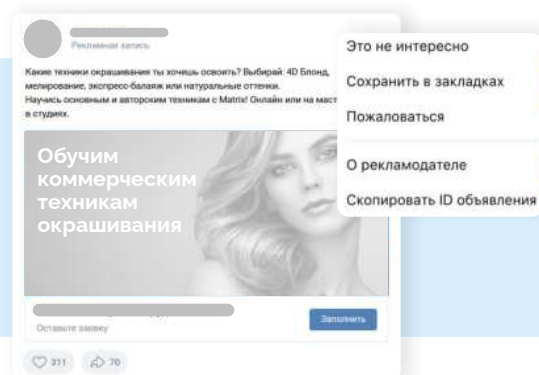 Рекламная запись
Какие техники окрашивания ты хочешь освоить? Выбирай: 4D Блонд,
мелирование, экспресс-балаяж или натуральные оттенки.
Научись основным и авторским техникам с Matrix! Онлайн или на маст
в студиях.
Обучим
коммерческим
техникам
окрашивания
Оставьте заявку
Заполнить
311
70
Это не интересно
Сохранить в закладках
Пожаловаться
О рекламодателе
Скопировать ID объявления